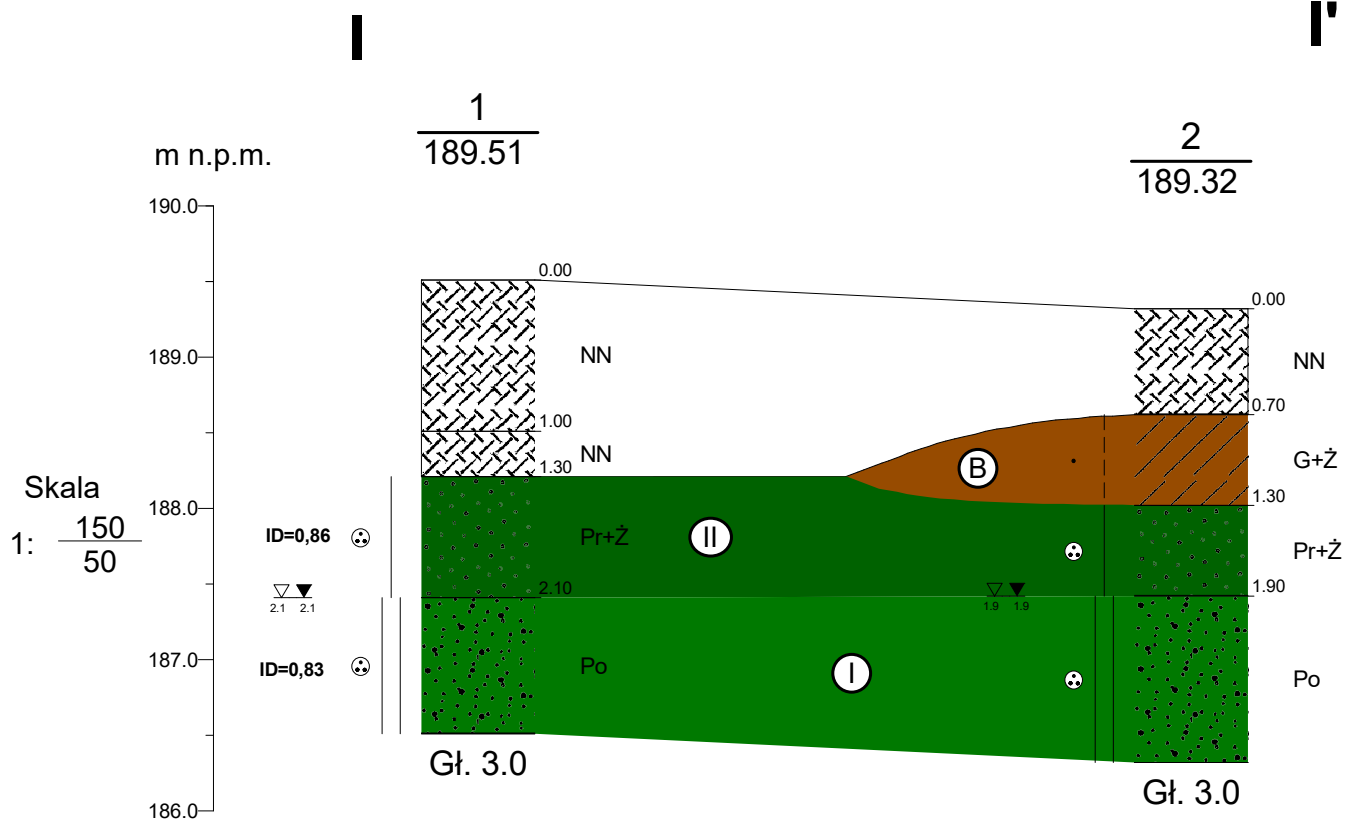 I I'
1
189.51
2
189.32
m n.p.m.
190.0
189.0
188.0
187.0
186.0
Skala
1: 150
50
0.00
NN
1.00
NN
1.30
Pr+Ż
2.10
Po
Gł. 3.0
ID=0,86
2.1 2.1
ID=0,83
B
II
I
1.9 1.9
0.00
NN
0.70
G+Ż
1.30
Pr+Ż
1.90
Po
Gł. 3.0